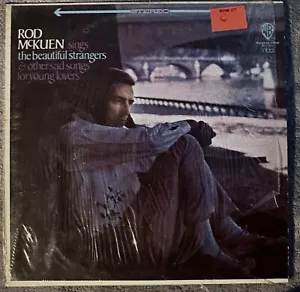 STEREO
ROD
McKUEN sings
the beautiful strangers
& other sad songs
for young lovers